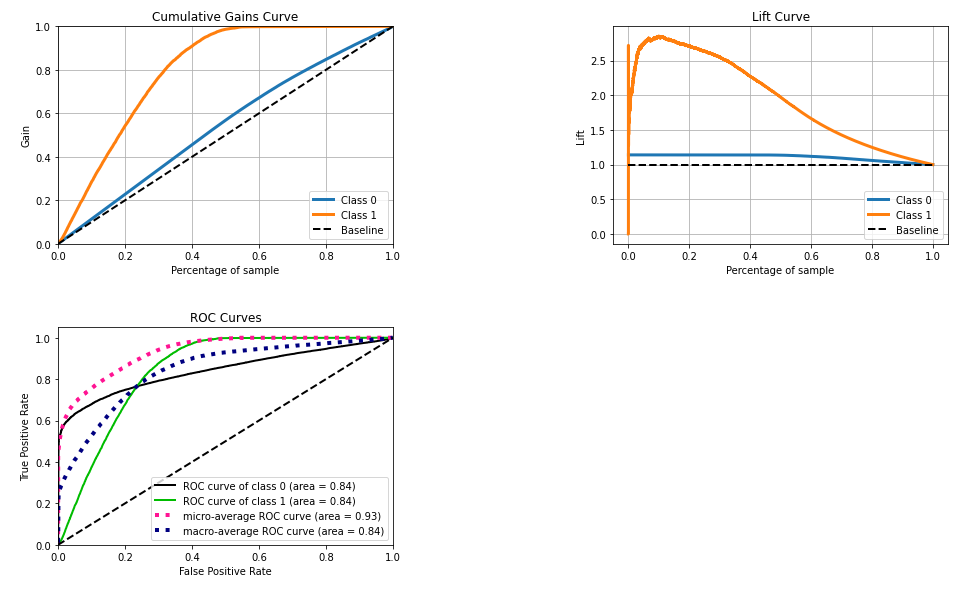 Cumulative Gains Curve
1.0
0.8
0.6
0.4
0.2
0.0
Gain
0.0 0.2 0.4 0.6 0.8 1.0
Percentage of sample
Class 0
Class 1
Baseline
Lift Curve
2.5
2.0
1.5
1.0
0.5
0.0
Lift
0.0 0.2 0.4 0.6 0.8 1.0
Percentage of sample
Class 0
Class 1
Baseline
ROC Curves
1.0
0.8
0.6
0.4
0.2
0.0
True Positive Rate
0.0 0.2 0.4 0.6 0.8 1.0
False Positive Rate
ROC curve of class 0 (area = 0.84)
ROC curve of class 1 (area = 0.84)
micro-average ROC curve (area = 0.93)
macro-average ROC curve (area = 0.84)